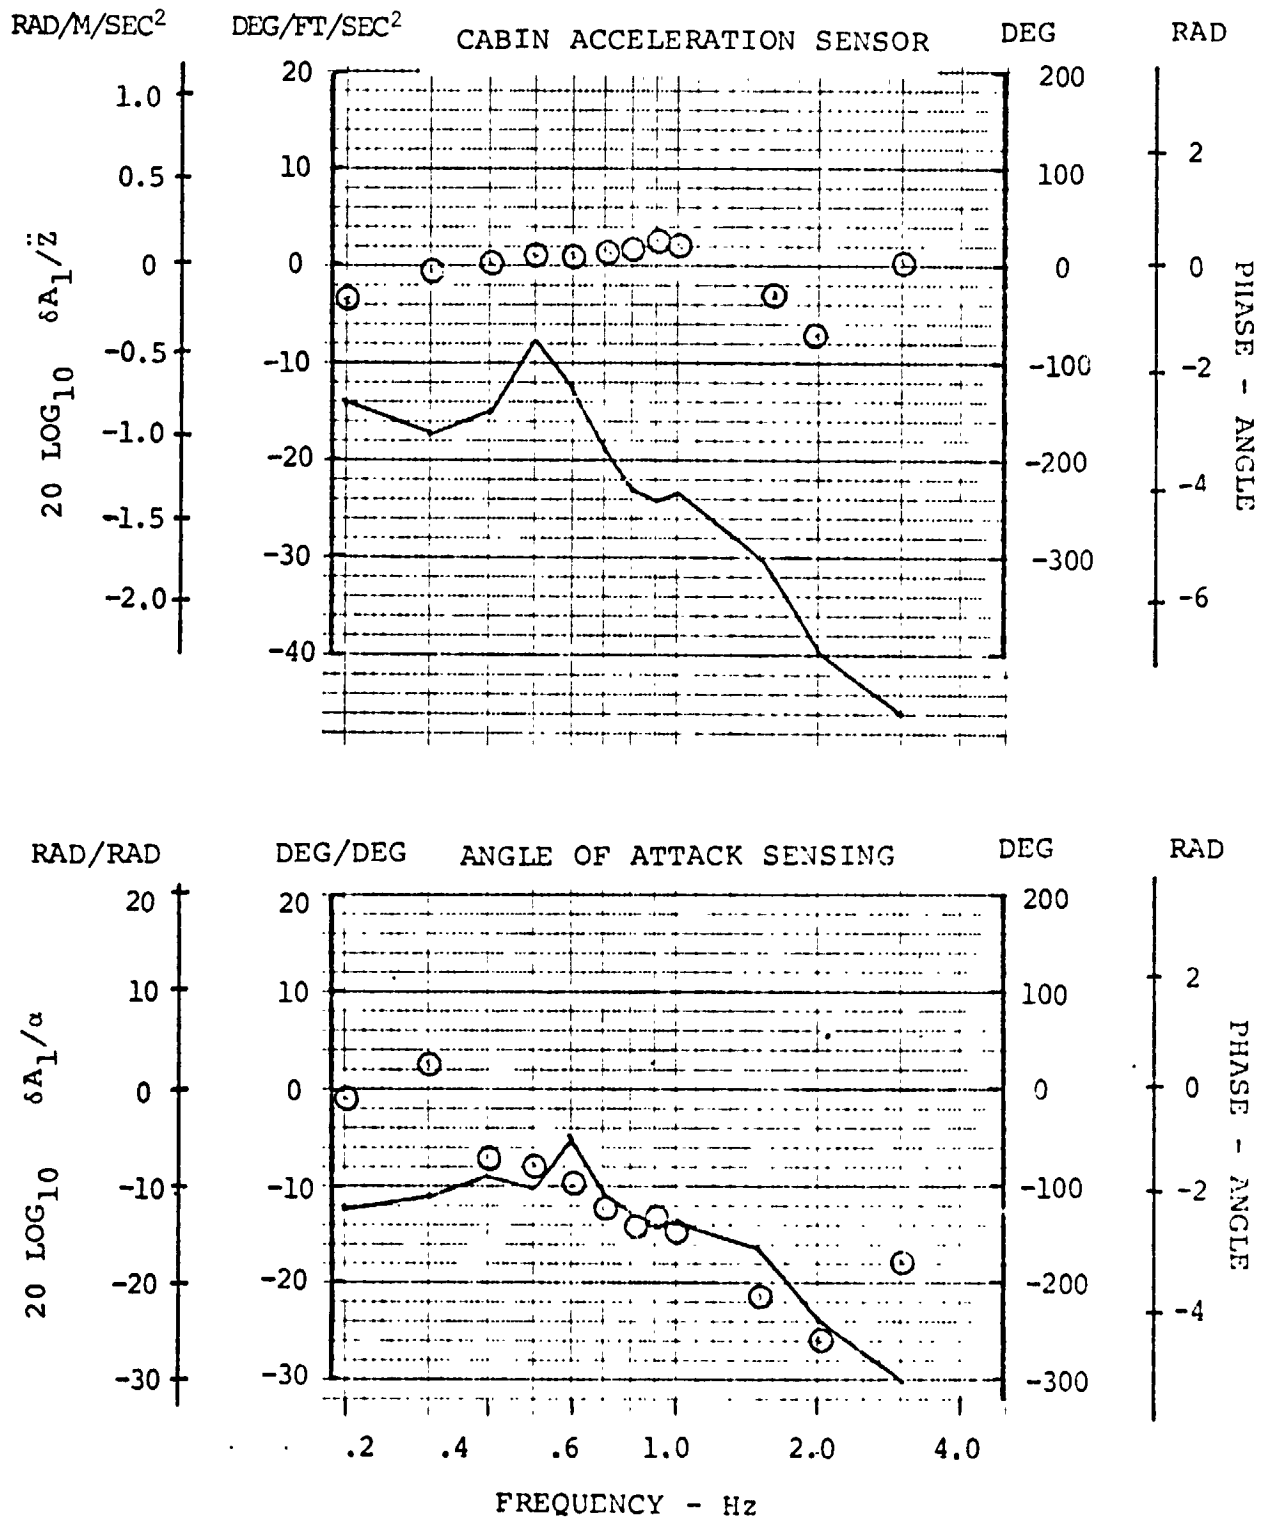 RAD/M/SEC² DEG/FT/SEC² CABIN ACCELERATION SENSOR DEG RAD
20 200
1.0
10 100 2
0.5
0 0 0 0
-0.5
-10 -100 -2
-1.0
-20 -200 -4
-1.5
-30 -300
-2.0 -6
-40
20 LOG₁₀ δA₁/Z̈
PHASE - ANGLE
RAD/RAD DEG/DEG ANGLE OF ATTACK SENSING DEG RAD
20 20 200
2
10 10 100
0 0 0 0
-10 -10 -100 -2
-20 -20 -200 -4
-30 -30 -300
20 LOG₁₀ δA₁/α
PHASE - ANGLE
.2 .4 .6 1.0 2.0 4.0
FREQUENCY - Hz